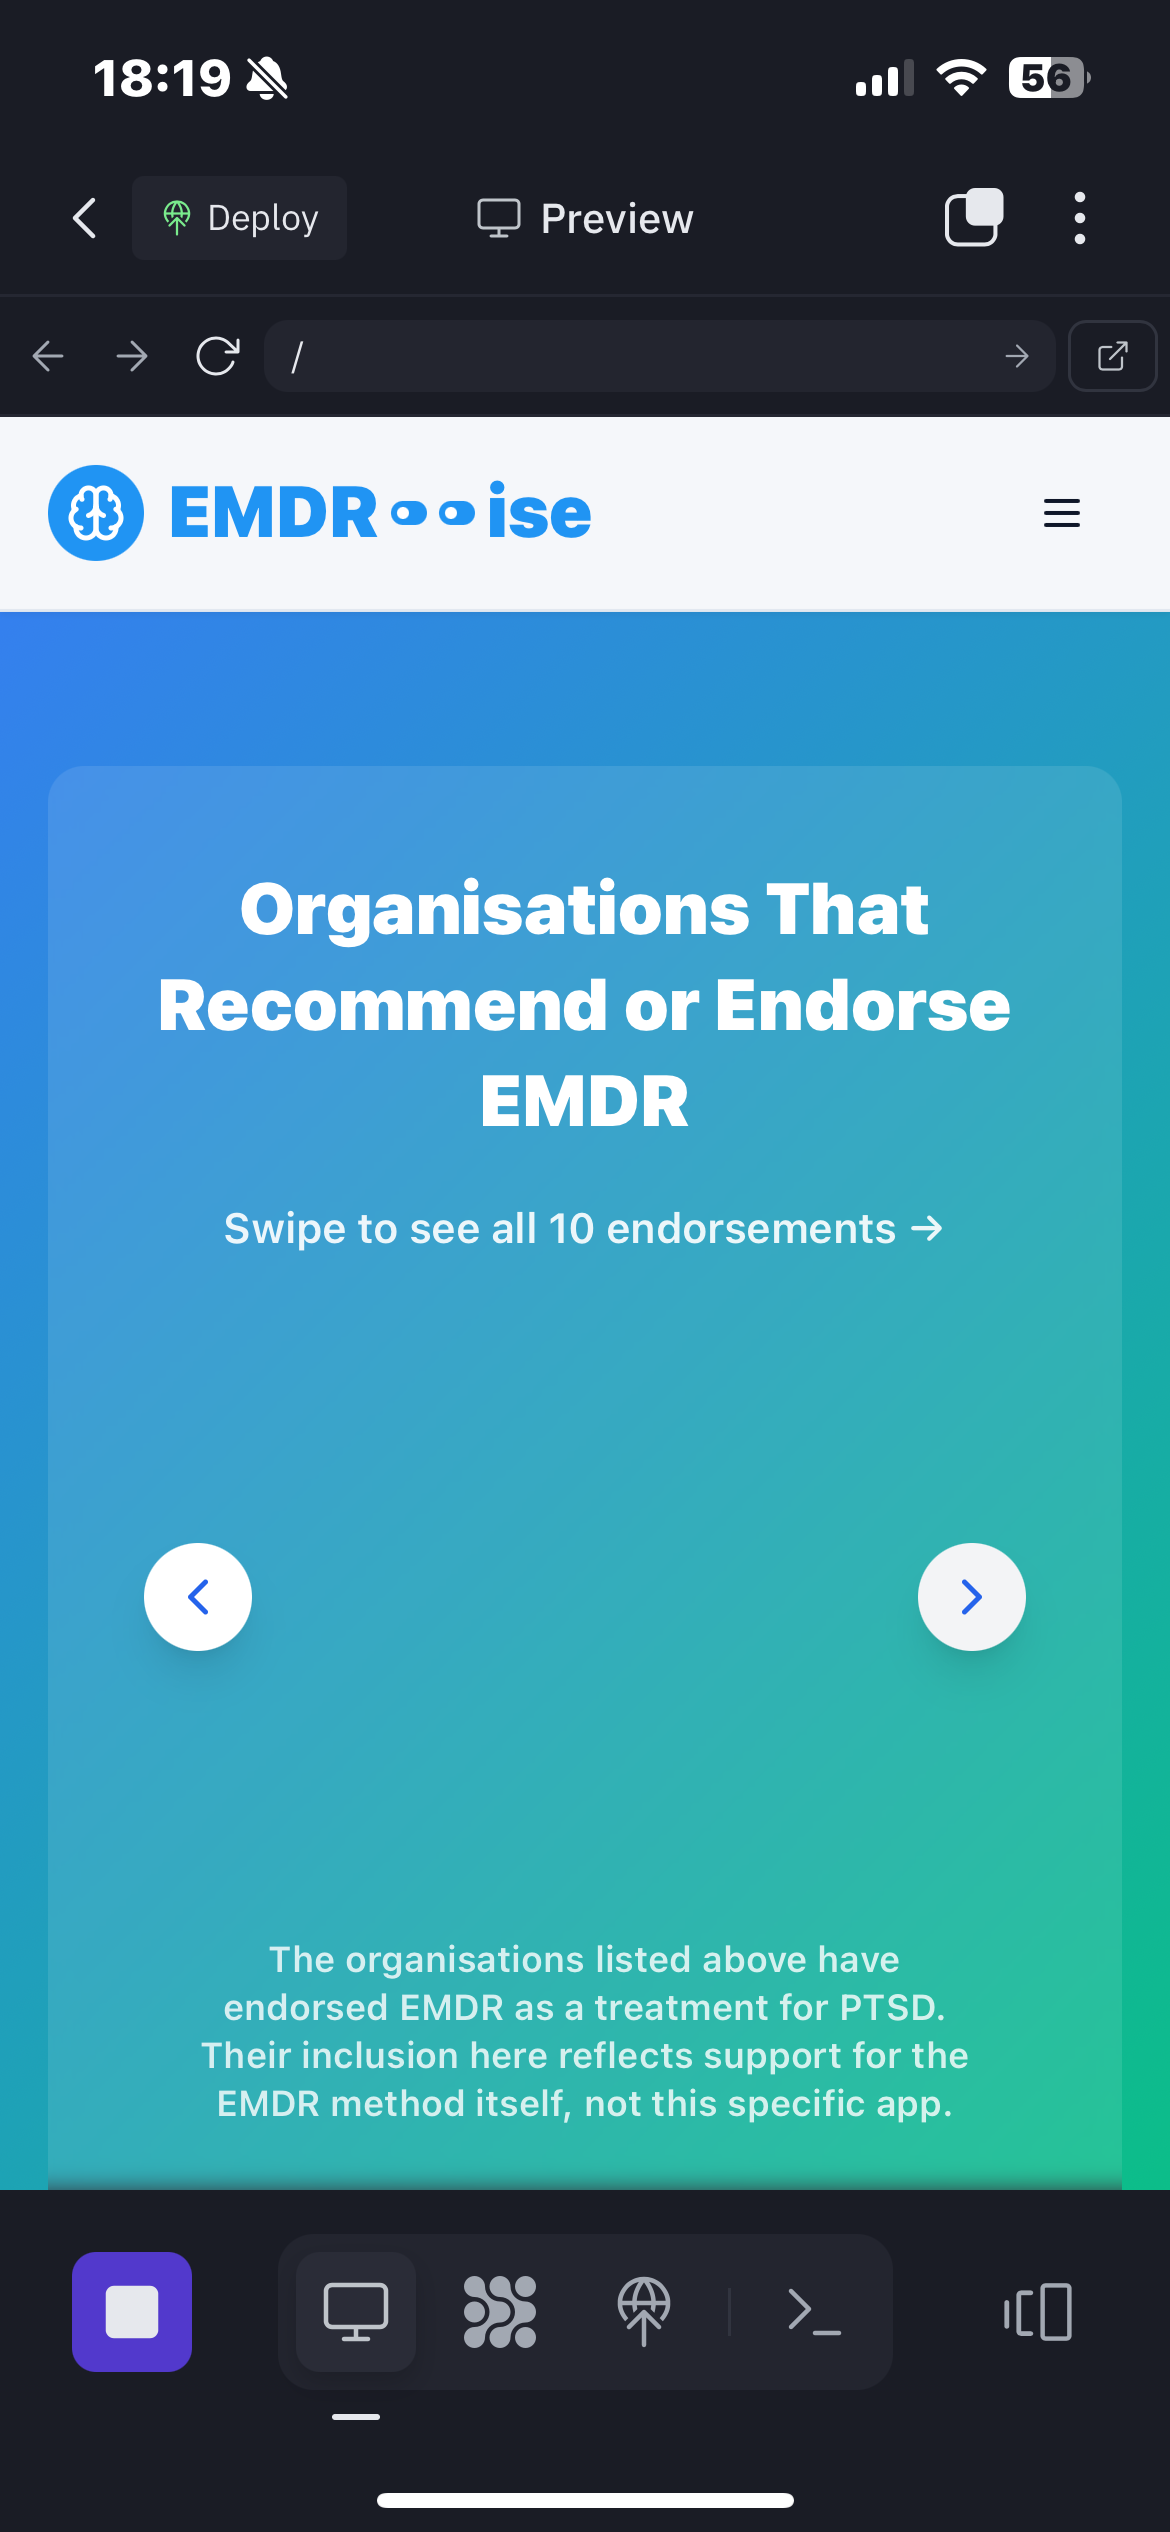 18:19
56
Deploy
Preview
/
EMDR ise
Organisations That
Recommend or Endorse
EMDR
Swipe to see all 10 endorsements →
The organisations listed above have
endorsed EMDR as a treatment for PTSD.
Their inclusion here reflects support for the
EMDR method itself, not this specific app.